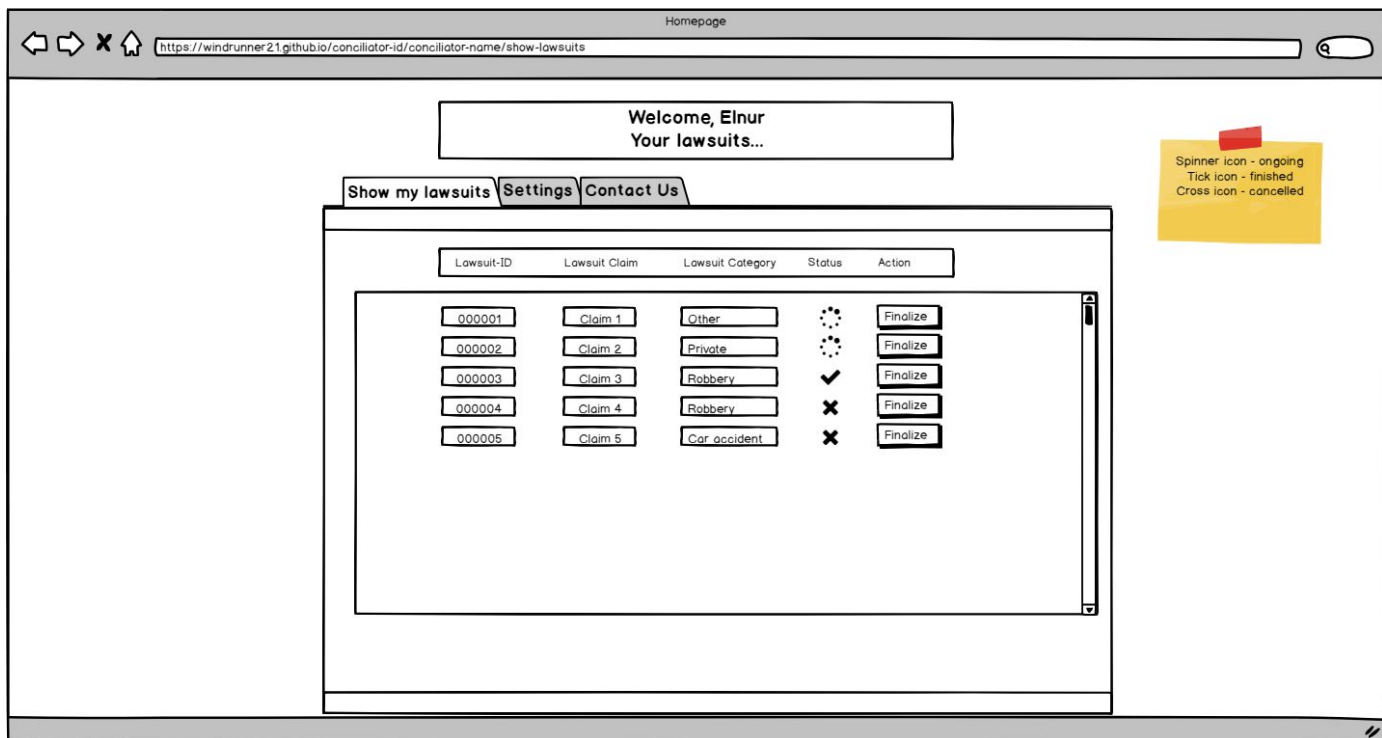 Homepage
https://windrunner21.github.io/conciliator-id/conciliator-name/show-lawsuits
Welcome, Elnur
Your lawsuits...
Spinner icon - ongoing
Tick icon - finished
Cross icon - cancelled
Show my lawsuits Settings Contact Us
Lawsuit-ID Lawsuit Claim Lawsuit Category Status Action
000001 Claim 1 Other Finalize
000002 Claim 2 Private Finalize
000003 Claim 3 Robbery Finalize
000004 Claim 4 Robbery Finalize
000005 Claim 5 Car accident Finalize